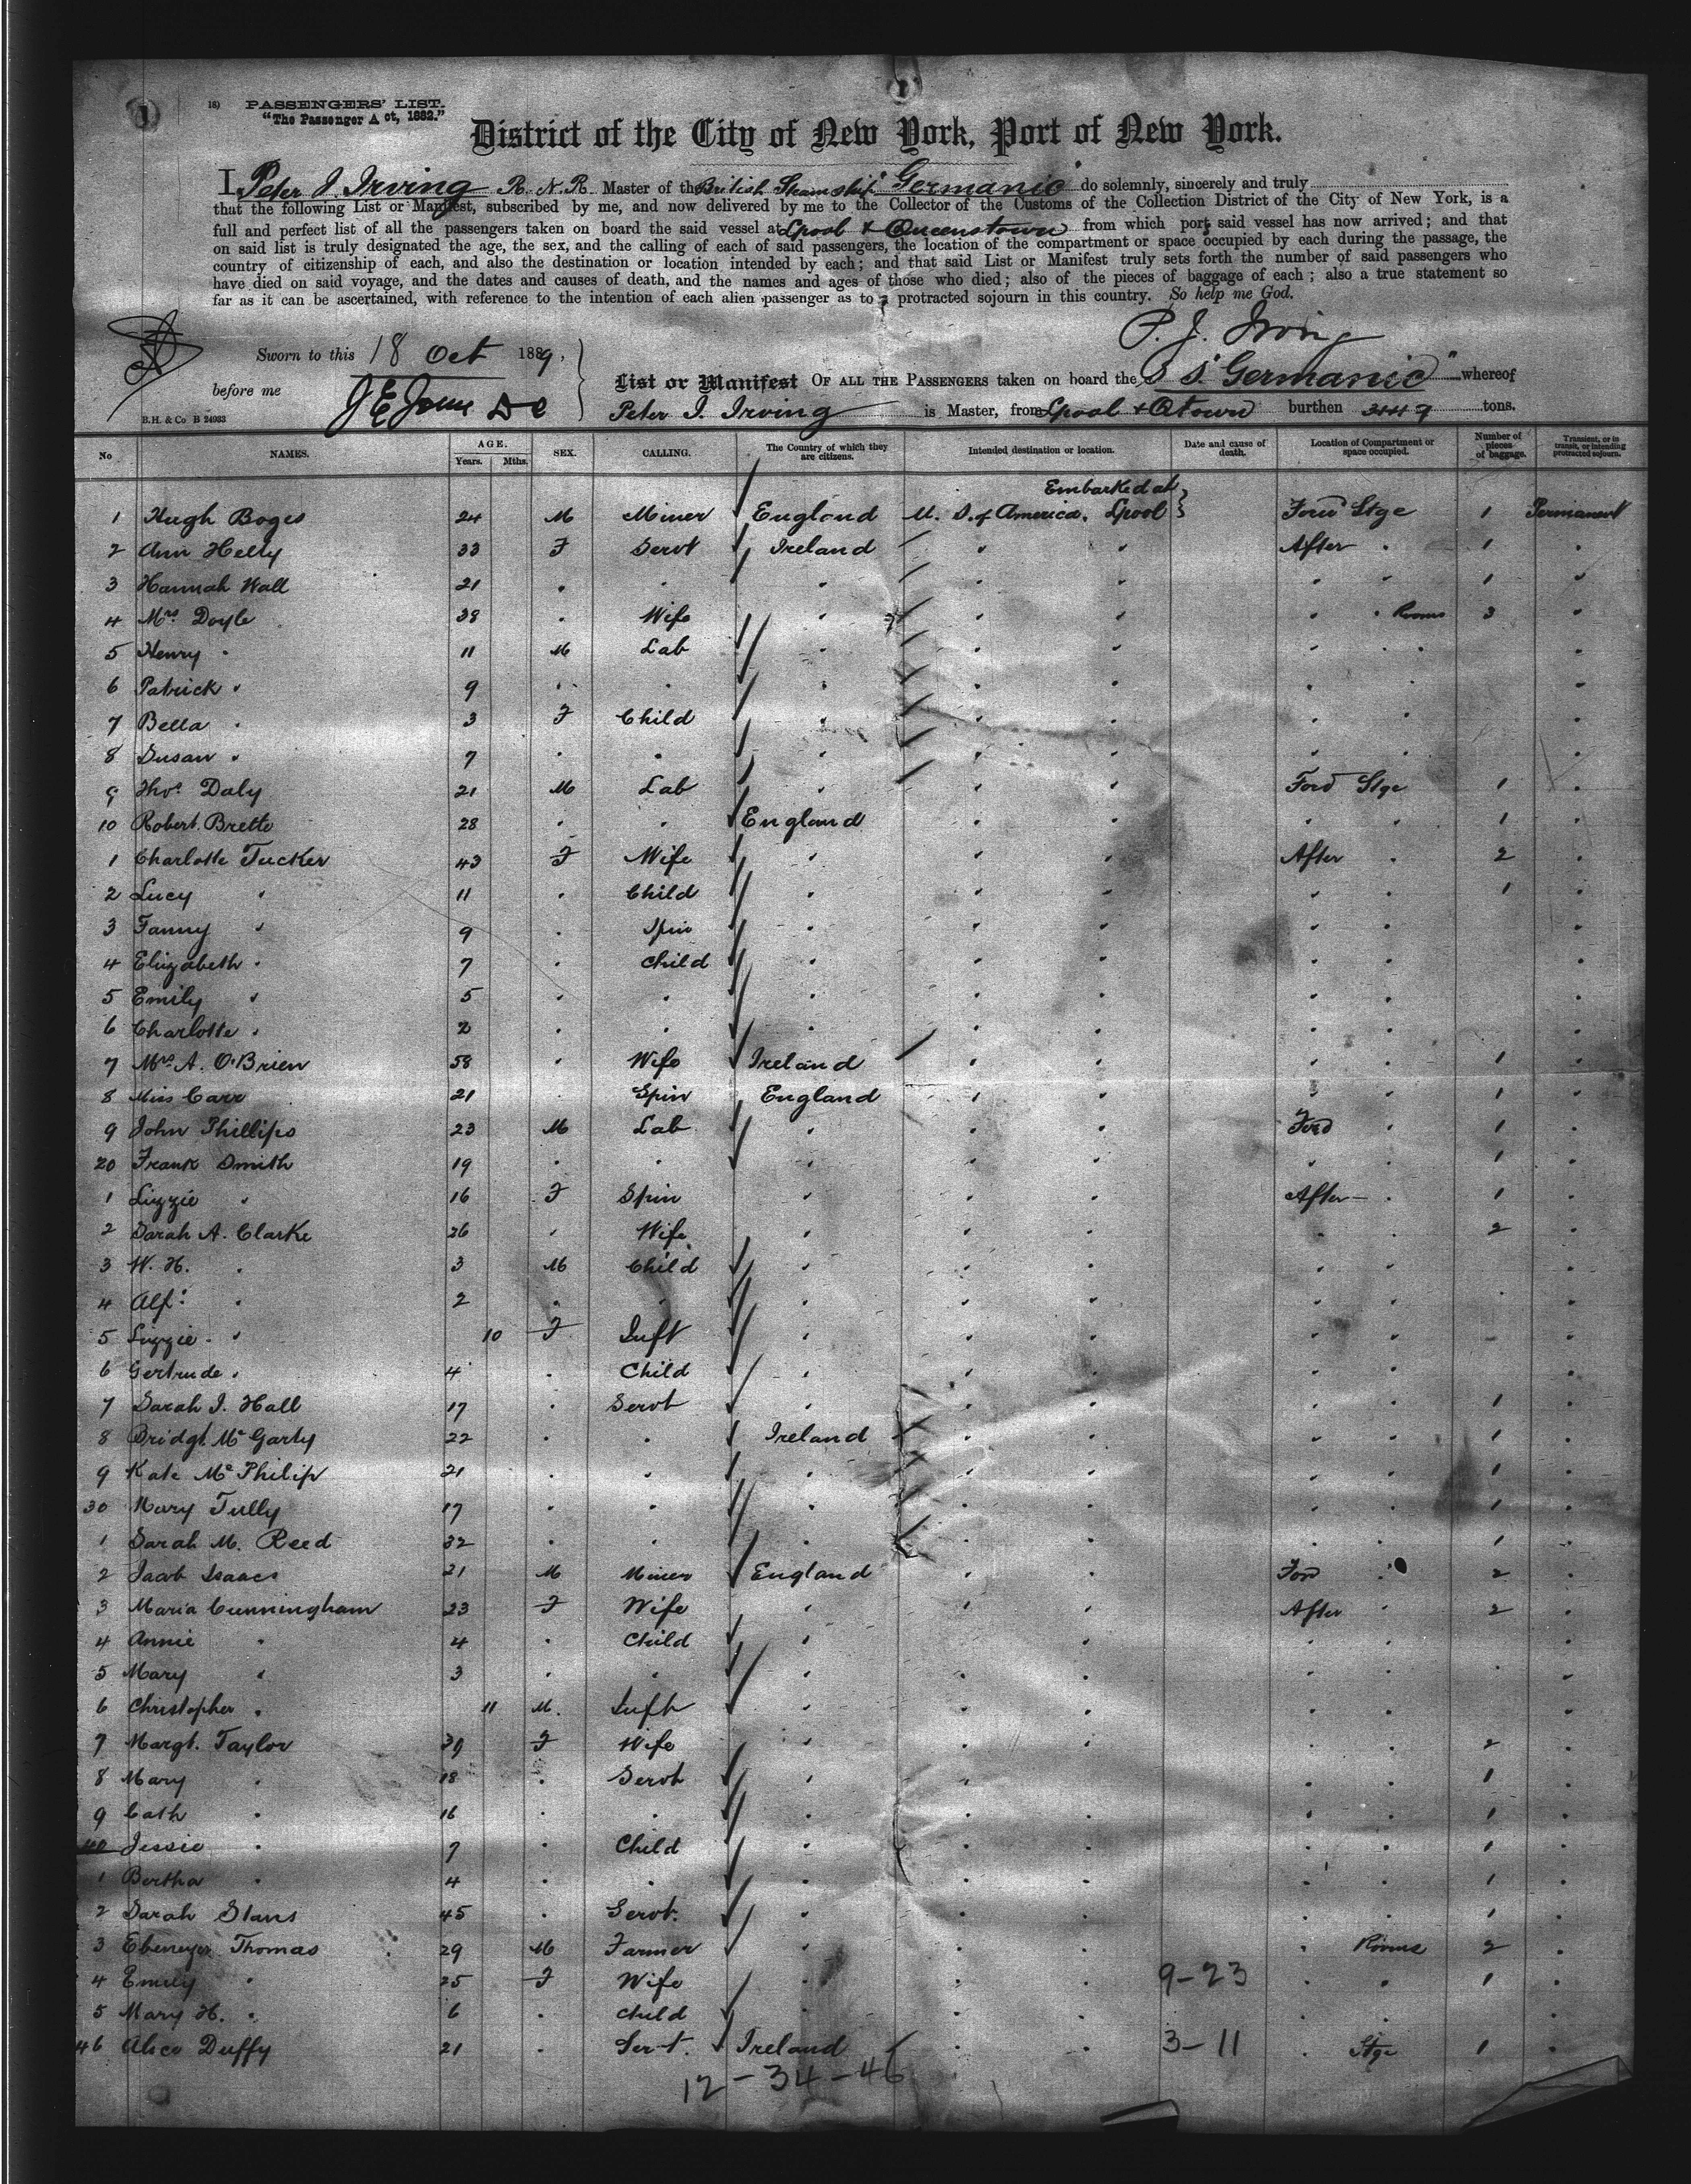 18) PASSENGERS' LIST.
"The Passenger Act, 1882."
District of the City of New York, Port of New York.
I, Peter J. Irving R.N.R. Master of the British Steamship "Germanic" do solemnly, sincerely and truly
that the following List or Manifest, subscribed by me, and now delivered by me to the Collector of the Customs of the Collection District of the City of New York, is a
full and perfect list of all the passengers taken on board the said vessel at Lpool & Queenstown from which port said vessel has now arrived; and that
on said list is truly designated the age, the sex, and the calling of each of said passengers, the location of the compartment or space occupied by each during the passage, the
country of citizenship of each, and also the destination or location intended by each; and that said List or Manifest truly sets forth the number of said passengers who
have died on said voyage, and the dates and causes of death, and the names and ages of those who died; also of the pieces of baggage of each; also a true statement so
far as it can be ascertained, with reference to the intention of each alien passenger as to a protracted sojourn in this country. So help me God.
P. J. Irving
Sworn to this 18 Oct 1889,
before me
List or Manifest OF ALL THE PASSENGERS taken on board the S S "Germanic" whereof
Peter J. Irving is Master, from Lpool & Qtown burthen 3449 tons.
B.H. & Co B 24933
No NAMES. AGE. Years. Mths. SEX. CALLING. The Country of which they are citizens. Intended destination or location. Date and cause of death. Location of Compartment or space occupied. Number of pieces of baggage. Transient, or in transit, or intending protracted sojourn.
Embarked at
1 Hugh Boges 24 M Miner England U. S. of America. Lpool Forwd Stge 1 Permanent
2 Ann Helly 33 F Servt Ireland " " After " 1 "
3 Hannah Wall 21 " " " " " " " 1 "
4 Mrs Doyle 38 " Wife " " " " " Rooms 3 "
5 Henry " 11 M Lab " " " " " "
6 Patrick " 9 " " " " " " " "
7 Bella " 3 F Child " " " " " "
8 Susan " 7 " " " " " " " "
9 Thos Daly 21 M Lab " " " Ford Stge 1 "
10 Robert Brette 28 " " England " " " " 1 "
1 Charlotte Tucker 43 F Wife " " " After " 2 "
2 Lucy " 11 " Child " " " " " 1 "
3 Fanny " 9 " Spin " " " " " "
4 Elizabeth " 7 " Child " " " " " "
5 Emily " 5 " " " " " " " "
6 Charlotte " 2 " " " " " " " "
7 Mrs A. O'Brien 58 " Wife Ireland " " " " 1 "
8 Miss Carr 21 " Spin England " " " " 1 "
9 John Phillips 23 M Lab " " " Ford " 1 "
20 Frank Smith 19 " " " " " " " 1 "
1 Lizzie " 16 F Spin " " " After " 1 "
2 Sarah A. Clarke 26 " Wife " " " " " 2 "
3 W. H. " 3 M Child " " " " " "
4 Alf: " 2 " " " " " " " "
5 Lizzie " 10 F Inft " " " " " "
6 Gertrude " 4 " Child " " " " " "
7 Sarah J. Hall 17 " Servt " " " " " 1 "
8 Bridgt. Mc Garty 22 " " Ireland " " " " 1 "
9 Kate Mc Philip 21 " " " " " " " 1 "
30 Mary Tully 17 " " " " " " " 1 "
1 Sarah M. Reed 32 " " " " " " " 1 "
2 Jacob Isaacs 21 M Miner England " " Ford " 2 "
3 Maria Cunningham 23 F Wife " " " After " 2 "
4 Annie " 4 " Child " " " " " "
5 Mary " 3 " " " " " " " "
6 Christopher " 11 M. Inft " " " " " "
7 Margt. Taylor 39 F Wife " " " " " 2 "
8 Mary " 18 " Servt " " " " " 1 "
9 Cath " 16 " " " " " " " 1 "
40 Jessie " 7 " Child " " " " " 1 "
1 Bertha " 4 " " " " " " " 1 "
2 Sarah Stans 45 " Servt. " " " " " 1 "
3 Ebenezer Thomas 29 M Farmer " " " " Rooms 2 "
4 Emily " 25 F Wife " " " 9-23 " " 1 "
5 Mary H. " 6 " Child " " " " " "
46 Alice Duffy 21 " Servt. Ireland " " 3-11 " Stge 1 "
12-34-46